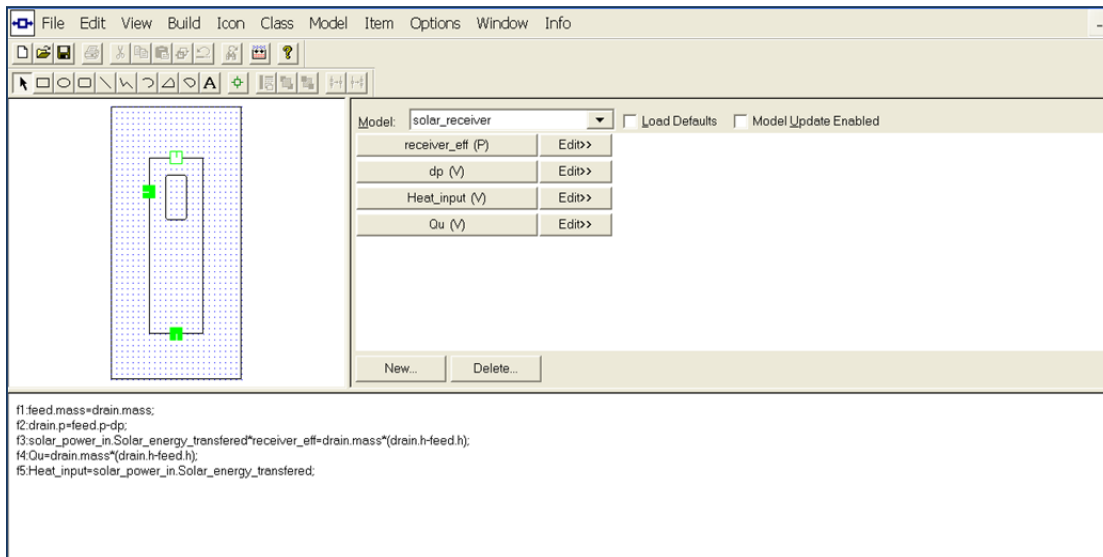 File Edit View Build Icon Class Model Item Options Window Info
A
Model: solar_receiver Load Defaults Model Update Enabled
receiver_eff (P) Edit>>
dp (V) Edit>>
Heat_input (V) Edit>>
Qu (V) Edit>>
New... Delete...
f1:feed.mass=drain.mass;
f2:drain.p=feed.p-dp;
f3:solar_power_in.Solar_energy_transfered*receiver_eff=drain.mass*(drain.h-feed.h);
f4:Qu=drain.mass*(drain.h-feed.h);
f5:Heat_input=solar_power_in.Solar_energy_transfered;